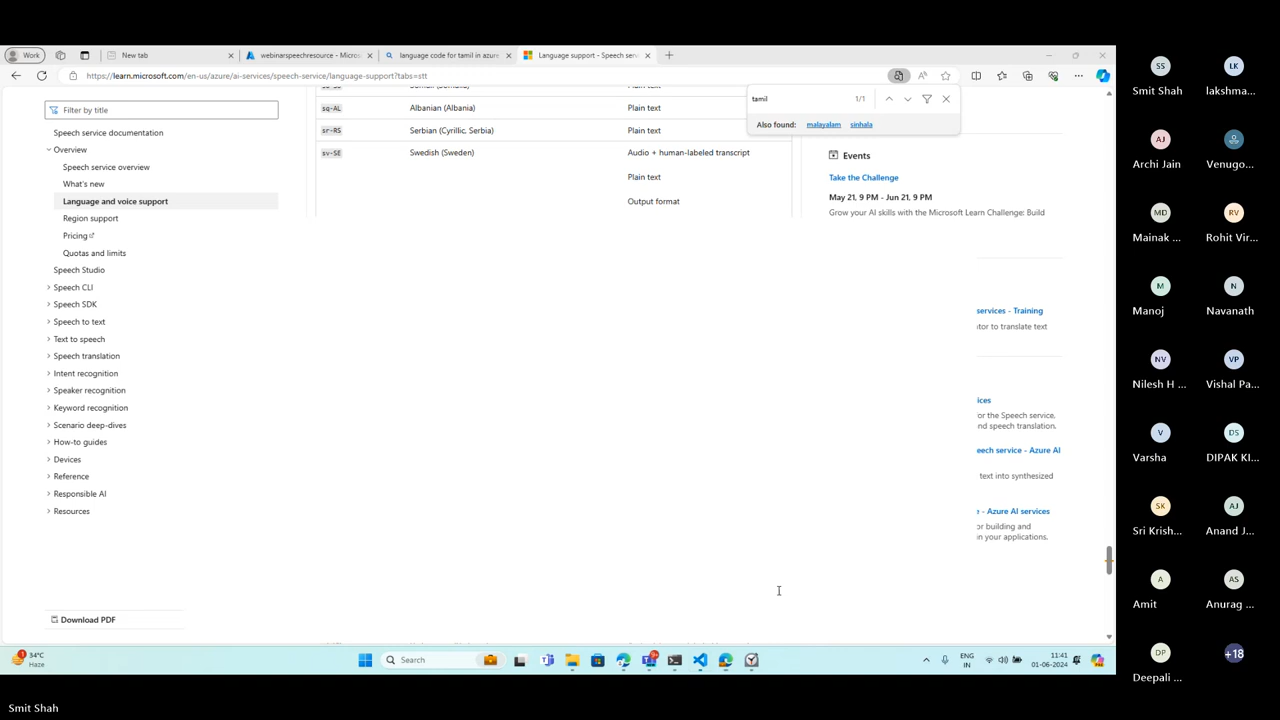 Work
New tab
webinarspeechresource - Micros
language code for tamil in azure
Language support - Speech serv
https://learn.microsoft.com/en-us/azure/ai-services/speech-service/language-support?tabs=stt
tamil
1/1
Also found: malayalam sinhala
Filter by title
Speech service documentation
Overview
Speech service overview
What's new
Language and voice support
Region support
Pricing
Quotas and limits
Speech Studio
Speech CLI
Speech SDK
Speech to text
Text to speech
Speech translation
Intent recognition
Speaker recognition
Keyword recognition
Scenario deep-dives
How-to guides
Devices
Reference
Responsible AI
Resources
Download PDF
sq-AL Albanian (Albania) Plain text
sr-RS Serbian (Cyrillic, Serbia) Plain text
sv-SE Swedish (Sweden) Audio + human-labeled transcript
Plain text
Output format
Events
Take the Challenge
May 21, 9 PM - Jun 21, 9 PM
Grow your AI skills with the Microsoft Learn Challenge: Build
services - Training
tor to translate text
ices
or the Speech service,
nd speech translation.
eech service - Azure AI
text into synthesized
e - Azure AI services
or building and
in your applications.
34°C
Haze
Search
ENG
IN
11:41
01-06-2024
SS LK
Smit Shah lakshma...
AJ
Archi Jain Venugo...
MD RV
Mainak ... Rohit Vir...
M N
Manoj Navanath
NV VP
Nilesh H ... Vishal Pa...
V DS
Varsha DIPAK KI...
SK AJ
Sri Krish... Anand J...
A AS
Amit Anurag ...
DP +18
Deepali ...
Smit Shah